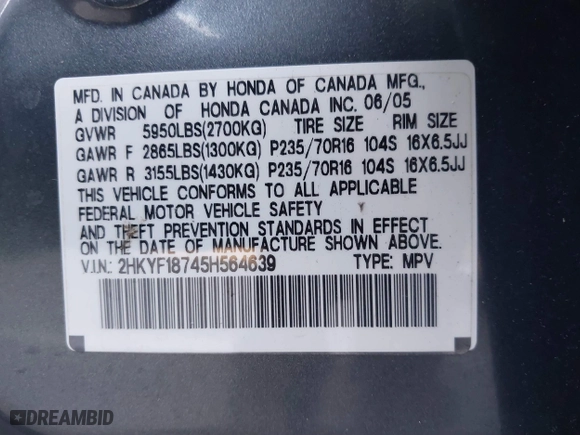 MFD. IN CANADA BY HONDA OF CANADA MFG.,
A DIVISION OF HONDA CANADA INC. 06/05
GVWR 5950LBS(2700KG) TIRE SIZE RIM SIZE
GAWR F 2865LBS(1300KG) P235/70R16 104S 16X6.5JJ
GAWR R 3155LBS(1430KG) P235/70R16 104S 16X6.5JJ
THIS VEHICLE CONFORMS TO ALL APPLICABLE
FEDERAL MOTOR VEHICLE SAFETY
AND THEFT PREVENTION STANDARDS IN EFFECT
ON THE DATE OF MANUFACTURE SHOWN ABOVE.
V.I.N.: 2HKYF18745H564639 TYPE: MPV
DREAMBID